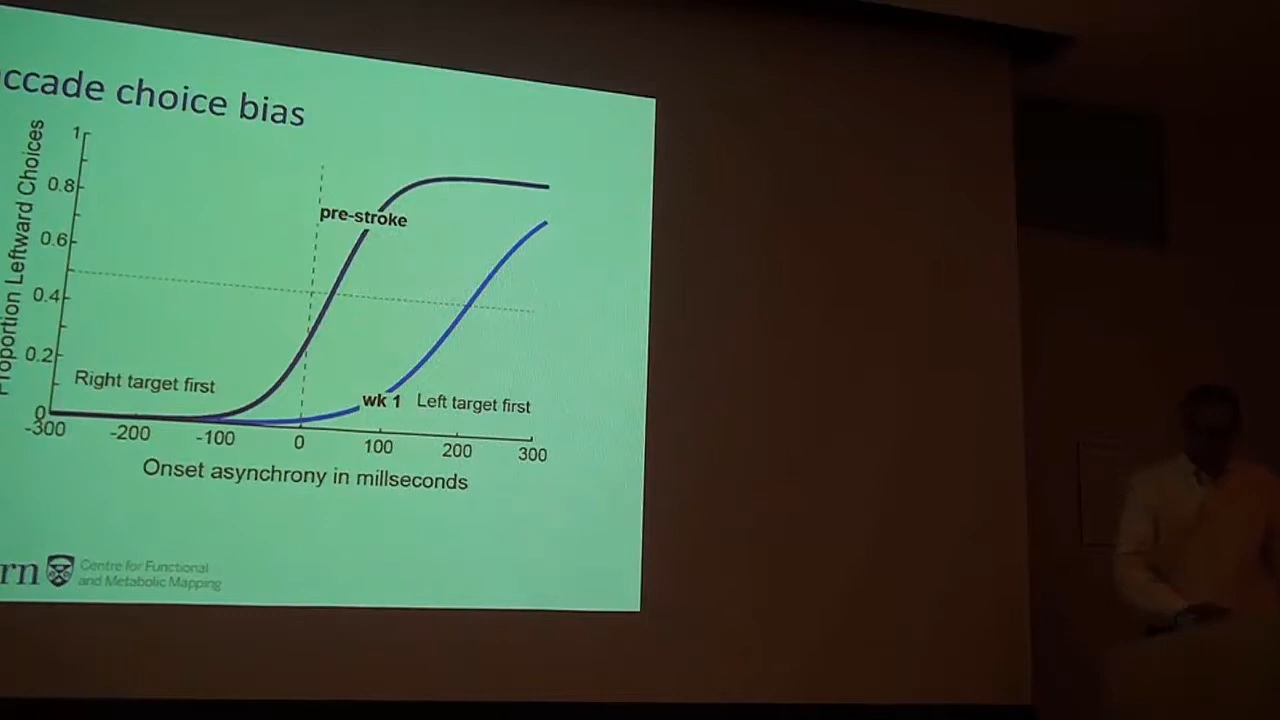 ccade choice bias
Proportion Leftward Choices
1
0.8
0.6
0.4
0.2
0
pre-stroke
Right target first
wk 1
Left target first
-300 -200 -100 0 100 200 300
Onset asynchrony in millseconds
rn
Centre for Functional
and Metabolic Mapping